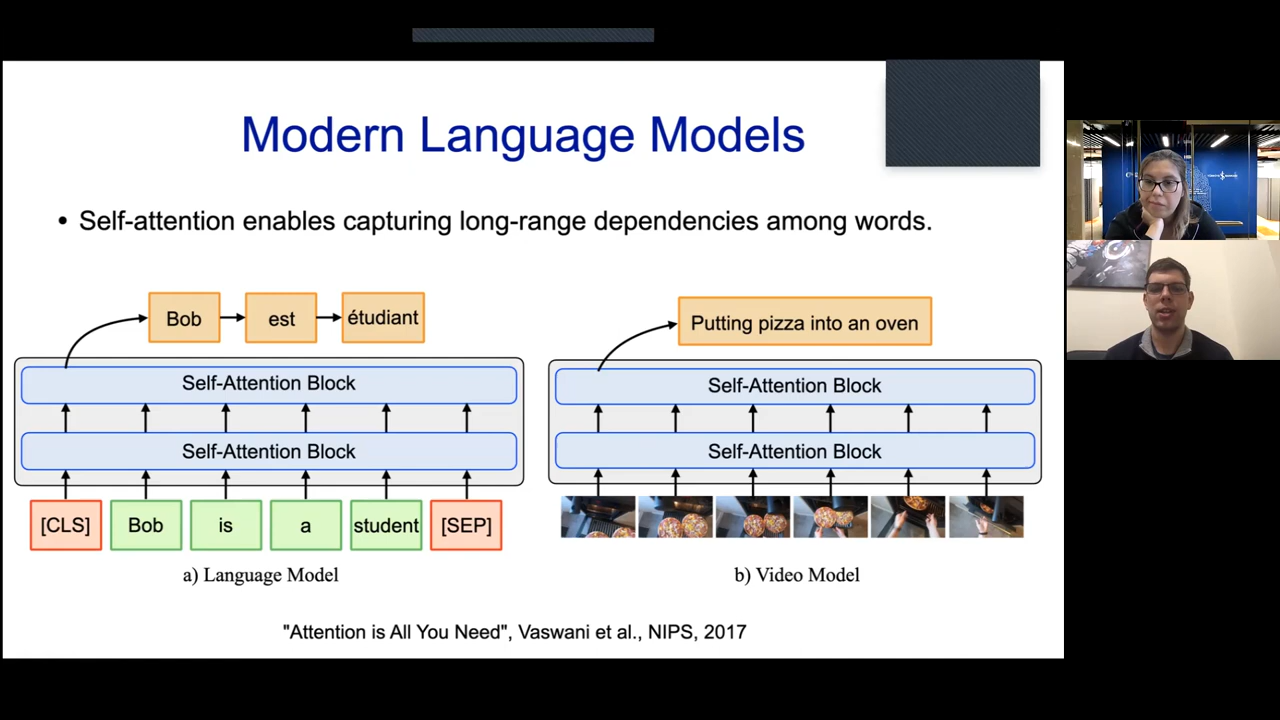 Modern Language Models
• Self-attention enables capturing long-range dependencies among words.
Bob est étudiant
Self-Attention Block
Self-Attention Block
[CLS] Bob is a student [SEP]
a) Language Model
Putting pizza into an oven
Self-Attention Block
Self-Attention Block
b) Video Model
"Attention is All You Need", Vaswani et al., NIPS, 2017